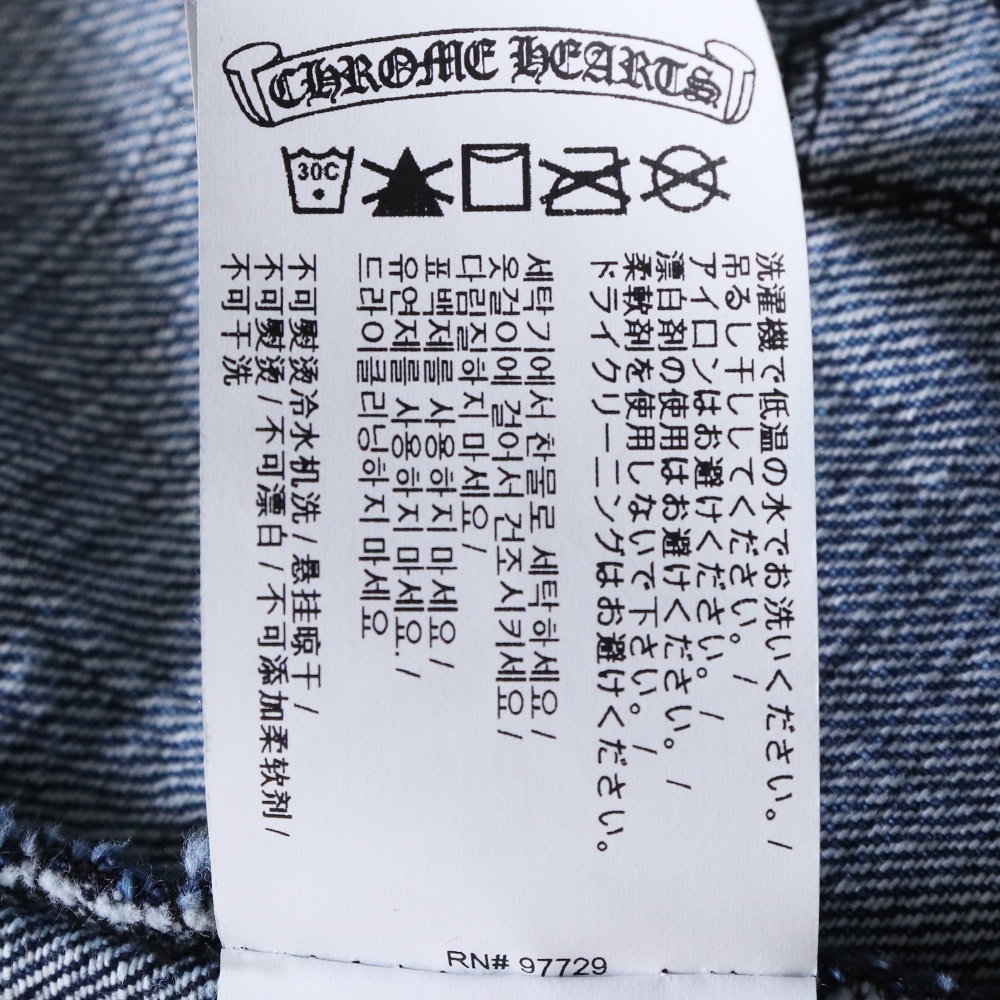 CHROME HEARTS
30C
洗濯機で低温の水でお洗いください。/
吊るし干ししてください。/
アイロンはお避けください。/
漂白剤の使用はお避けください。/
柔軟剤を使用しないで下さい。/
ドライクリーニングはお避けください。
세탁기에서 찬물로 세탁하세요/
옷걸이에 걸어서 건조시키세요/
다림질하지 마세요/
표백제를 사용하지 마세요/
유연제를 사용하지 마세요./
드라이클리닝하지 마세요
不可熨烫冷水机洗/悬挂晾干/
不可熨烫/不可漂白/不可添加柔软剂/
不可干洗
RN# 97729